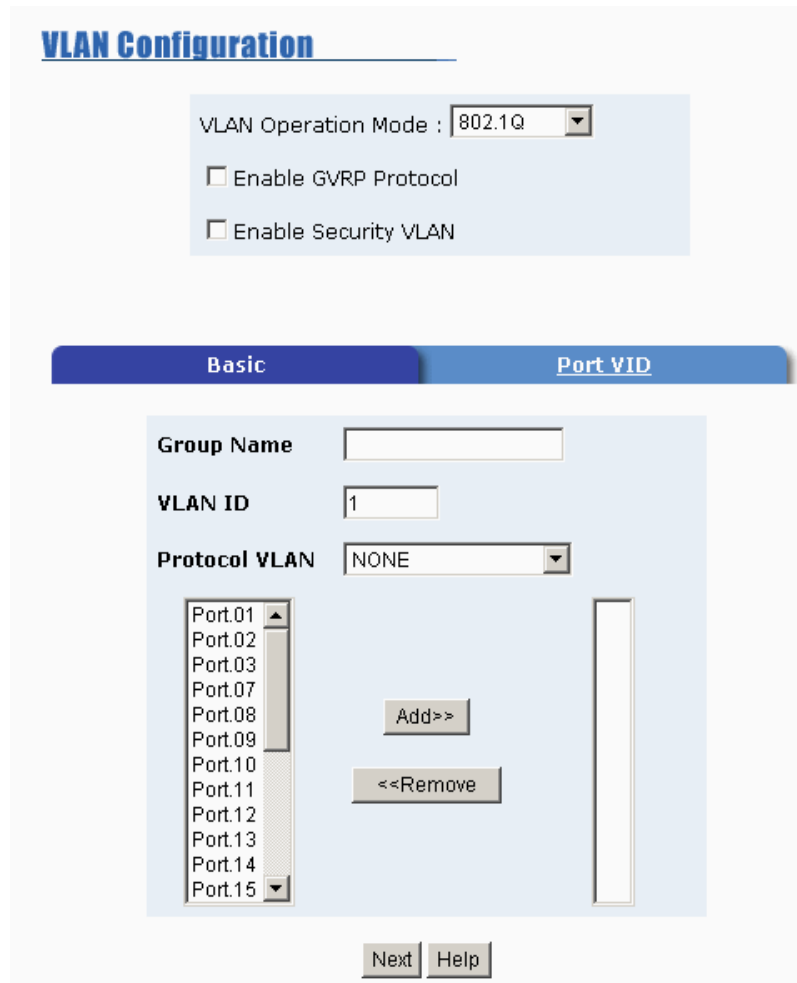 VLAN Configuration
VLAN Operation Mode : 802.1Q
Enable GVRP Protocol
Enable Security VLAN
Basic Port VID
Group Name
VLAN ID 1
Protocol VLAN NONE
Port.01
Port.02
Port.03
Port.07
Port.08
Port.09
Port.10
Port.11
Port.12
Port.13
Port.14
Port.15
Add>>
<<Remove
Next Help